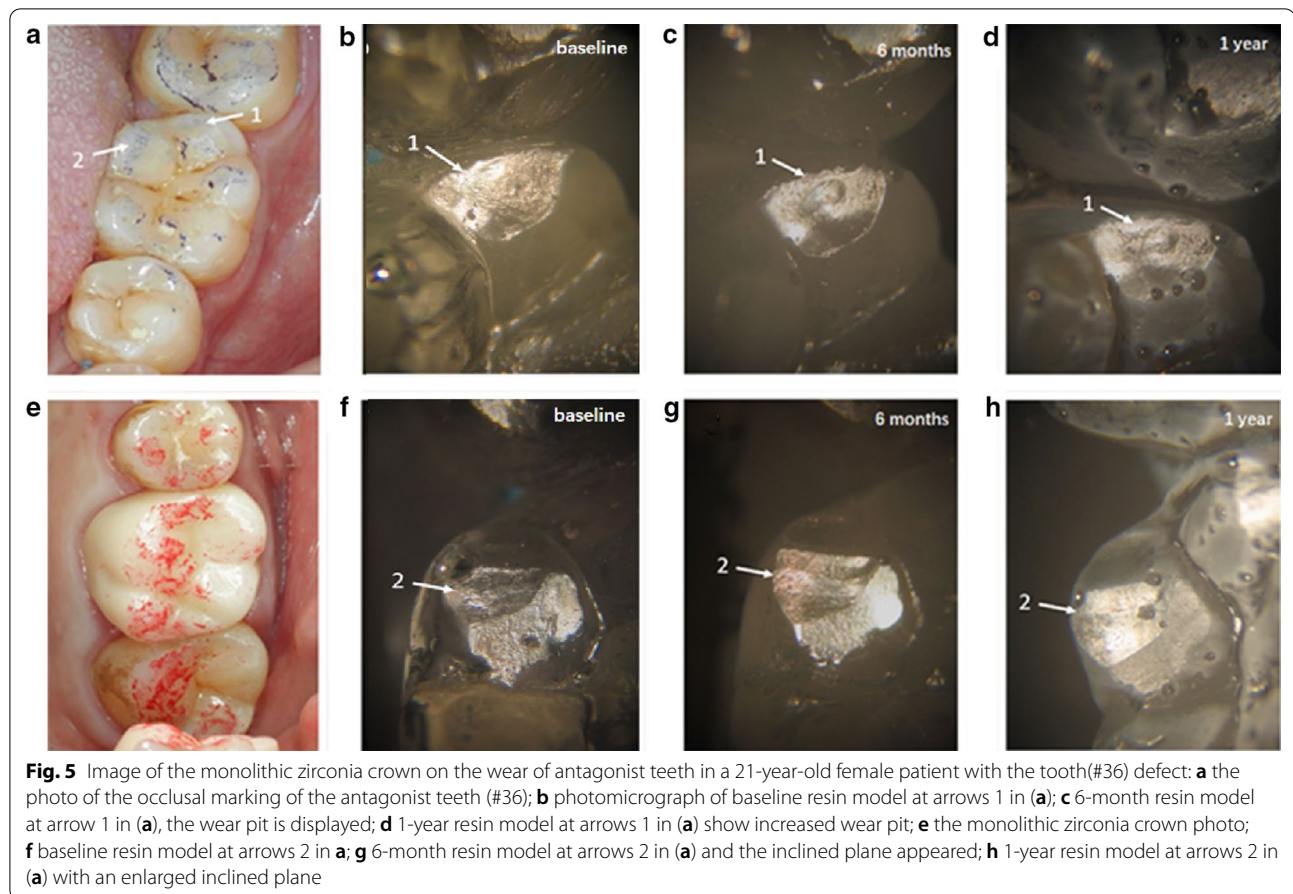 a
b
baseline
c
6 months
d
1 year
1
2
1
1
1
e
f
baseline
g
6 months
h
1 year
2
2
2
Fig. 5 Image of the monolithic zirconia crown on the wear of antagonist teeth in a 21-year-old female patient with the tooth(#36) defect: a the
photo of the occlusal marking of the antagonist teeth (#36); b photomicrograph of baseline resin model at arrows 1 in (a); c 6-month resin model
at arrow 1 in (a), the wear pit is displayed; d 1-year resin model at arrows 1 in (a) show increased wear pit; e the monolithic zirconia crown photo;
f baseline resin model at arrows 2 in a; g 6-month resin model at arrows 2 in (a) and the inclined plane appeared; h 1-year resin model at arrows 2 in
(a) with an enlarged inclined plane